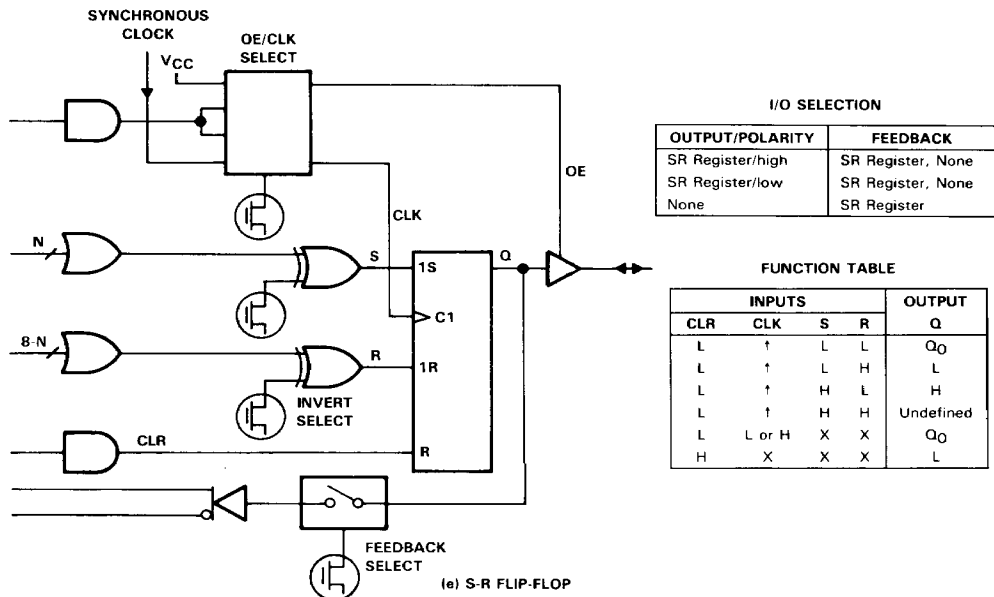 SYNCHRONOUS
CLOCK
OE/CLK
SELECT
VCC
I/O SELECTION
OUTPUT/POLARITY FEEDBACK
SR Register/high SR Register, None
SR Register/low SR Register, None
None SR Register
OE
CLK
N
S
1S
Q
C1
8-N
R
1R
INVERT
SELECT
CLR
R
FUNCTION TABLE
INPUTS OUTPUT
CLR CLK S R Q
L ↑ L L Q0
L ↑ L H L
L ↑ H L H
L ↑ H H Undefined
L L or H X X Q0
H X X X L
FEEDBACK
SELECT
(e) S-R FLIP-FLOP